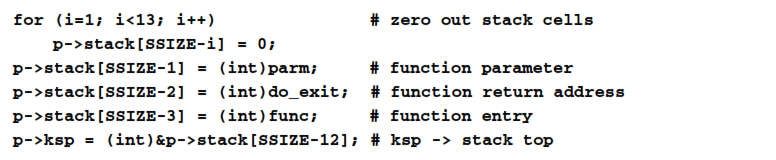 for (i=1; i<13; i++) # zero out stack cells
p->stack[SSIZE-i] = 0;
p->stack[SSIZE-1] = (int)parm; # function parameter
p->stack[SSIZE-2] = (int)do_exit; # function return address
p->stack[SSIZE-3] = (int)func; # function entry
p->ksp = (int)&p->stack[SSIZE-12]; # ksp -> stack top